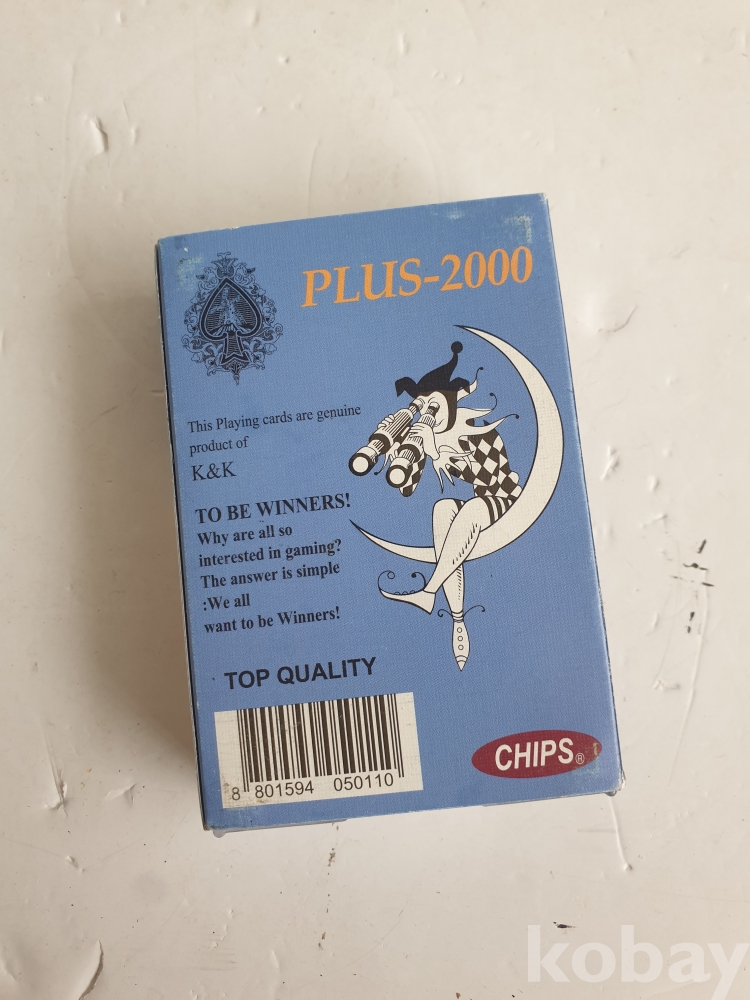 PLUS-2000
This Playing cards are genuine
product of
K&K
TO BE WINNERS!
Why are all so
interested in gaming?
The answer is simple
:We all
want to be Winners!
TOP QUALITY
8 801594 050110
CHIPS®
kobay